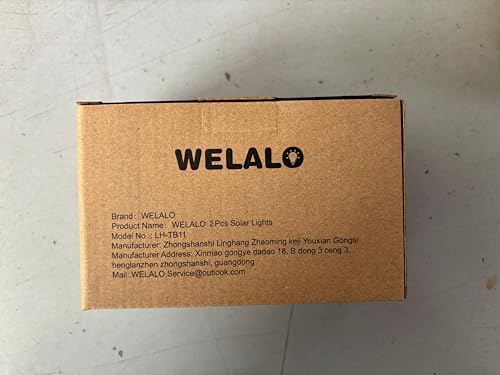 WELALO
Brand : WELALO
Product Name: WELALO 2Pcs Solar Lights
Model No. : LH-TB11
Manufacturer: Zhongshanshi Linghang Zhaoming keji Youxian Gongsi
Manufacturer Address: Xinmao gongye dadao 18, B dong 3 ceng 3,
henglanzhen zhongshanshi, guangdong
Mail: WELALO.Service@outlook.com